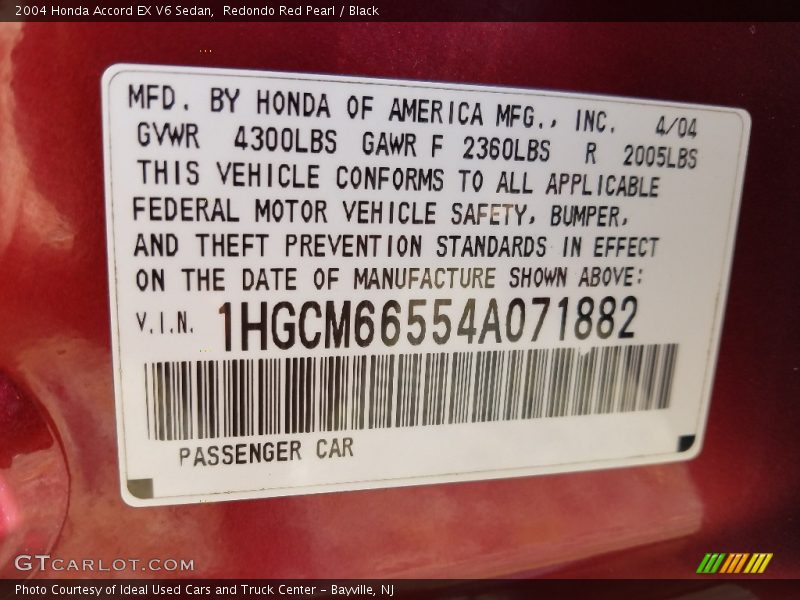 2004 Honda Accord EX V6 Sedan,  Redondo Red Pearl / Black
MFD. BY HONDA OF AMERICA MFG., INC. 4/04
GVWR 4300LBS GAWR F 2360LBS R 2005LBS
THIS VEHICLE CONFORMS TO ALL APPLICABLE
FEDERAL MOTOR VEHICLE SAFETY, BUMPER,
AND THEFT PREVENTION STANDARDS IN EFFECT
ON THE DATE OF MANUFACTURE SHOWN ABOVE:
V.I.N. 1HGCM66554A071882
PASSENGER CAR
GTCARLOT.COM
Photo Courtesy of Ideal Used Cars and Truck Center - Bayville, NJ